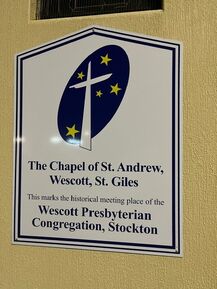 The Chapel of St. Andrew,
Wescott, St. Giles
This marks the historical meeting place of the
Wescott Presbyterian
Congregation, Stockton